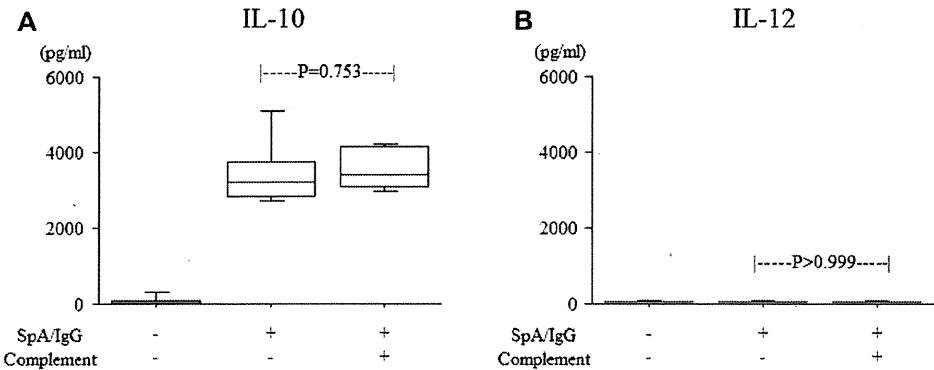 A IL-10
(pg/ml)
6000
4000
2000
0
|-----P=0.753----|
SpA/IgG - + +
Complement - - +
B IL-12
(pg/ml)
6000
4000
2000
0
|-----P>0.999-----|
SpA/IgG - + +
Complement - - +